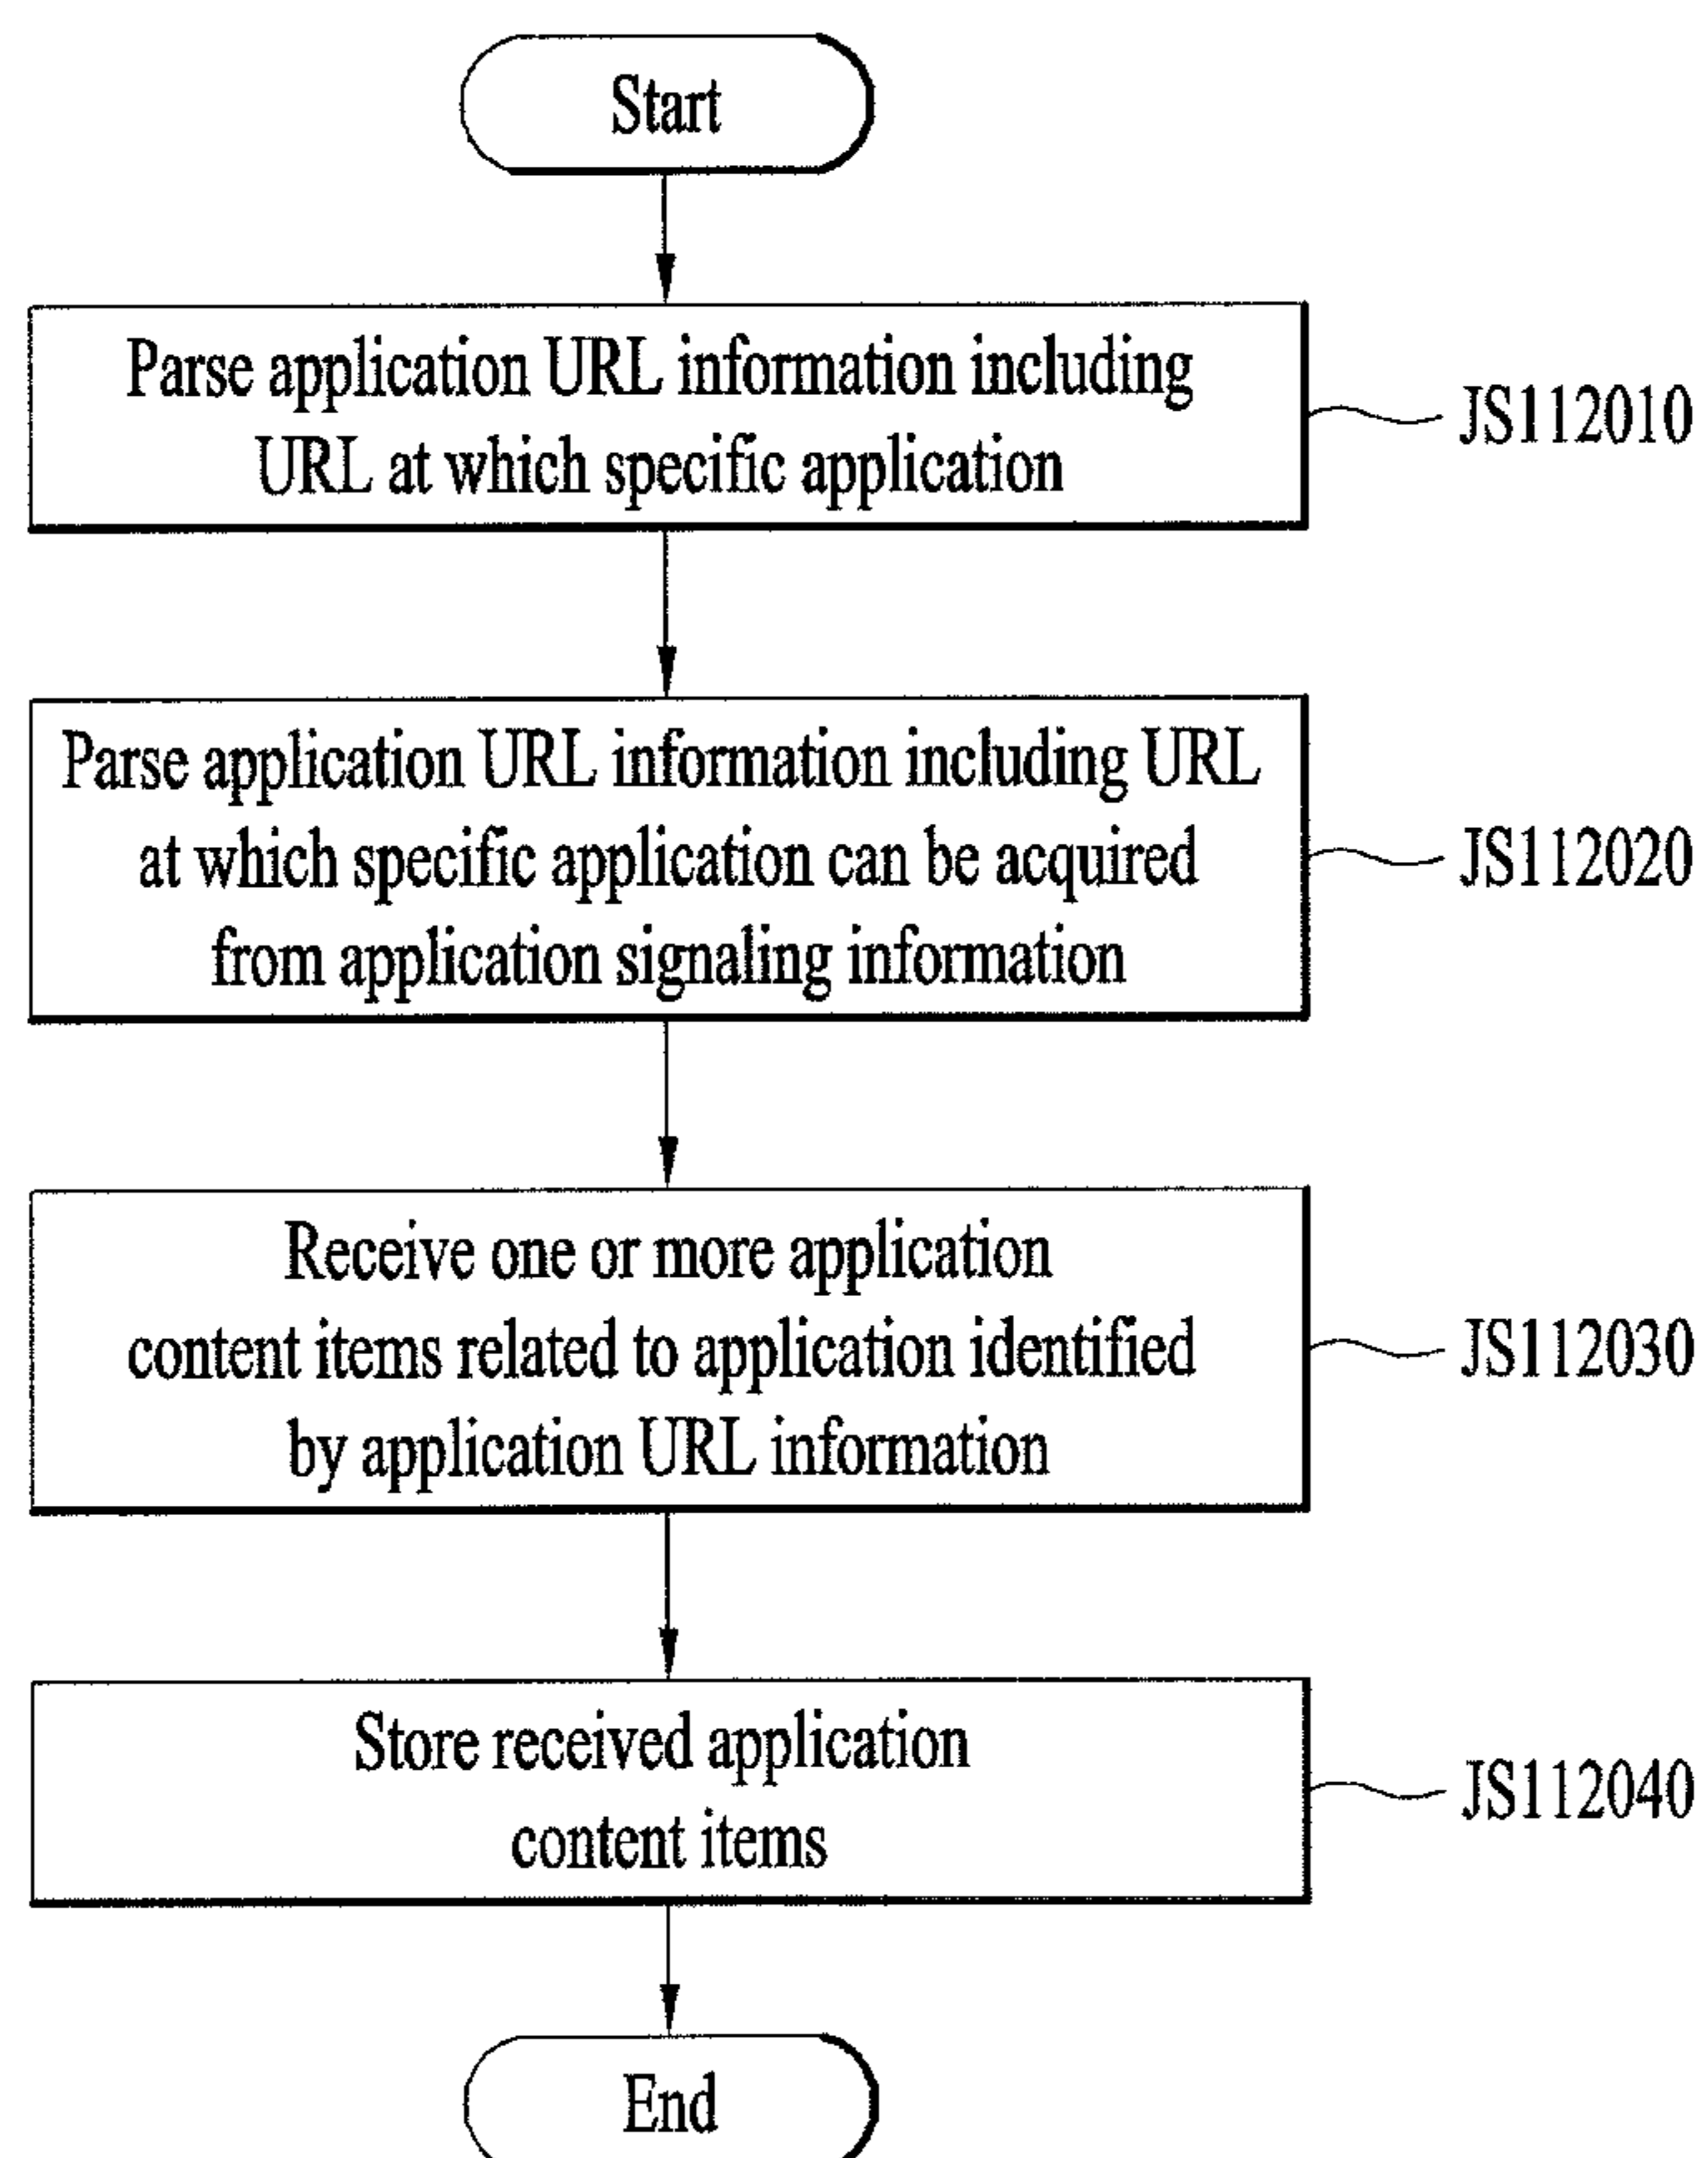 Start
Parse application URL information including
URL at which specific application
JS112010
Parse application URL information including URL
at which specific application can be acquired
from application signaling information
JS112020
Receive one or more application
content items related to application identified
by application URL information
JS112030
Store received application
content items
JS112040
End